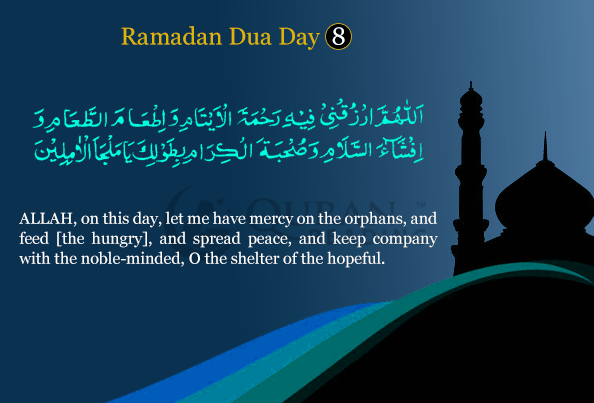 Ramadan Dua Day 8
اَللّٰهُمَّ ارْزُقْنِيْ فِيْهِ رَحْمَةَ الْاَيْتَامِ وَ اِطْعَامَ الطَّعَامِ وَ
اِفْشَاءَ السَّلَامِ وَ صُحْبَةَ الْكِرَامِ بِطَوْلِكَ يَا مَلْجَاَ الْاٰمِلِيْنَ
ALLAH, on this day, let me have mercy on the orphans, and
feed [the hungry], and spread peace, and keep company
with the noble-minded, O the shelter of the hopeful.